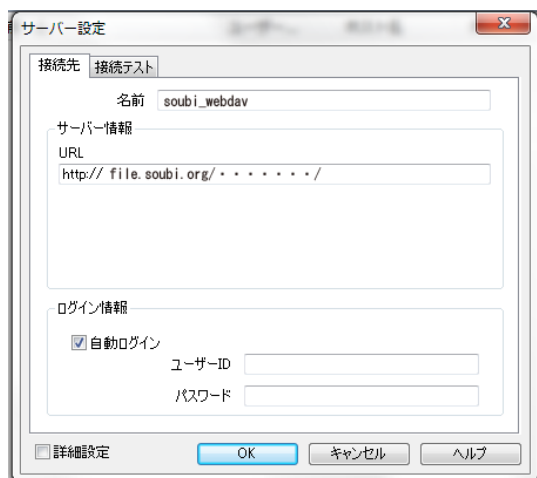 サーバー設定
接続先 接続テスト
名前 soubi_webdav
サーバー情報
URL
http:// file.soubi.org/・・・・・・・/
ログイン情報
自動ログイン
ユーザーID
パスワード
詳細設定 OK キャンセル ヘルプ